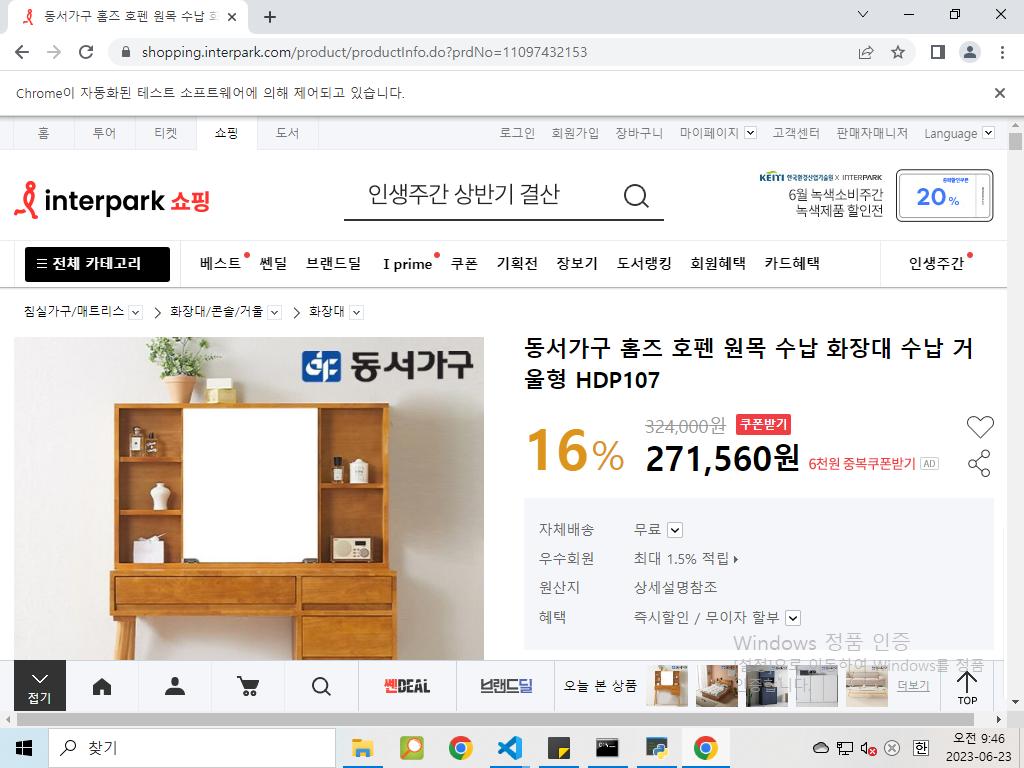 동서가구 홈즈 호펜 원목 수납 화
shopping.interpark.com/product/productInfo.do?prdNo=11097432153
Chrome이 자동화된 테스트 소프트웨어에 의해 제어되고 있습니다.
홈 투어 티켓 쇼핑 도서 로그인 회원가입 장바구니 마이페이지 고객센터 판매자매니저 Language
interpark 쇼핑
인생주간 상반기 결산
KEITI 한국환경산업기술원 X INTERPARK
6월 녹색소비주간
녹색제품 할인전
20%
전체 카테고리 베스트 쎈딜 브랜드딜 I prime 쿠폰 기획전 장보기 도서랭킹 회원혜택 카드혜택 인생주간
침실가구/매트리스 화장대/콘솔/거울 화장대
동서가구
동서가구 홈즈 호펜 원목 수납 화장대 수납 거
울형 HDP107
16%
324,000원 쿠폰받기
271,560원 6천원 중복쿠폰받기 AD
자체배송 무료
우수회원 최대 1.5% 적립
원산지 상세설명참조
혜택 즉시할인 / 무이자 할부
Windows 정품 인증
[설정]으로 이동하여 Windows를 정품
인증합니다.
접기
쎈DEAL
브랜드딜
오늘 본 상품
더보기
TOP
찾기
한
오전 9:46
2023-06-23